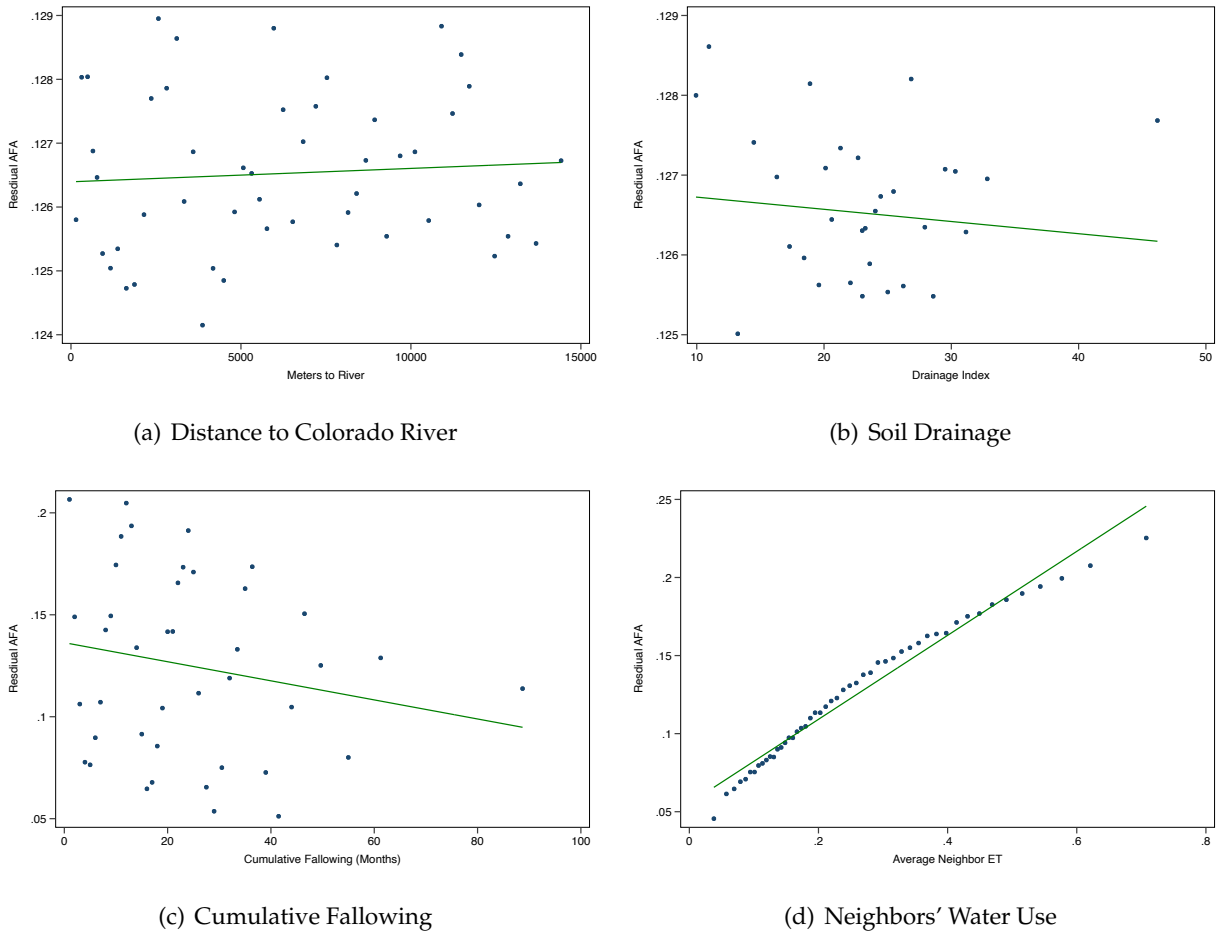 .129
.128
.127
.126
.125
.124
Resdiual AFA
0 5000 10000 15000
Meters to River
(a) Distance to Colorado River
.129
.128
.127
.126
.125
Resdiual AFA
10 20 30 40 50
Drainage Index
(b) Soil Drainage
.2
.15
.1
.05
Resdiual AFA
0 20 40 60 80 100
Cumulative Fallowing (Months)
(c) Cumulative Fallowing
.25
.2
.15
.1
.05
Resdiual AFA
0 .2 .4 .6 .8
Average Neighbor ET
(d) Neighbors’ Water Use